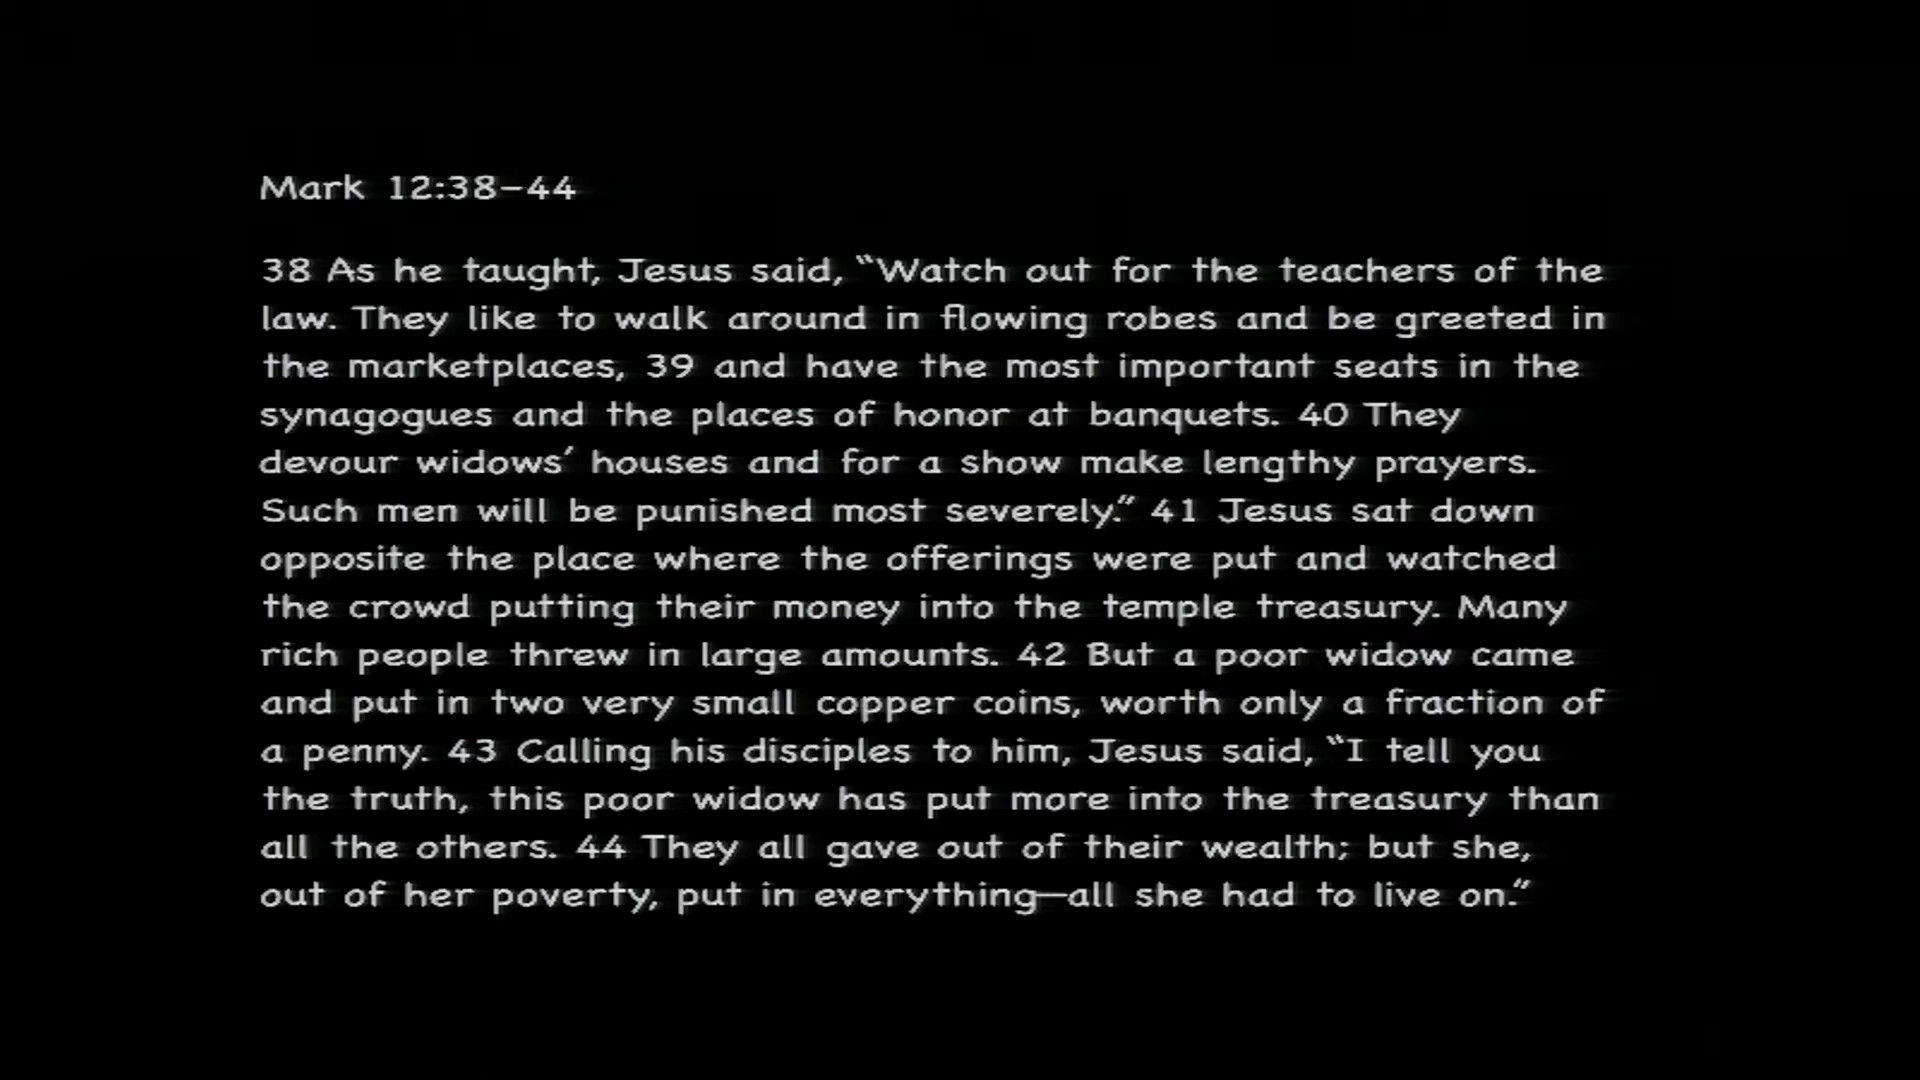 Mark 12:38–44
38 As he taught, Jesus said, “Watch out for the teachers of the
law. They like to walk around in flowing robes and be greeted in
the marketplaces, 39 and have the most important seats in the
synagogues and the places of honor at banquets. 40 They
devour widows’ houses and for a show make lengthy prayers.
Such men will be punished most severely.” 41 Jesus sat down
opposite the place where the offerings were put and watched
the crowd putting their money into the temple treasury. Many
rich people threw in large amounts. 42 But a poor widow came
and put in two very small copper coins, worth only a fraction of
a penny. 43 Calling his disciples to him, Jesus said, “I tell you
the truth, this poor widow has put more into the treasury than
all the others. 44 They all gave out of their wealth; but she,
out of her poverty, put in everything—all she had to live on.”